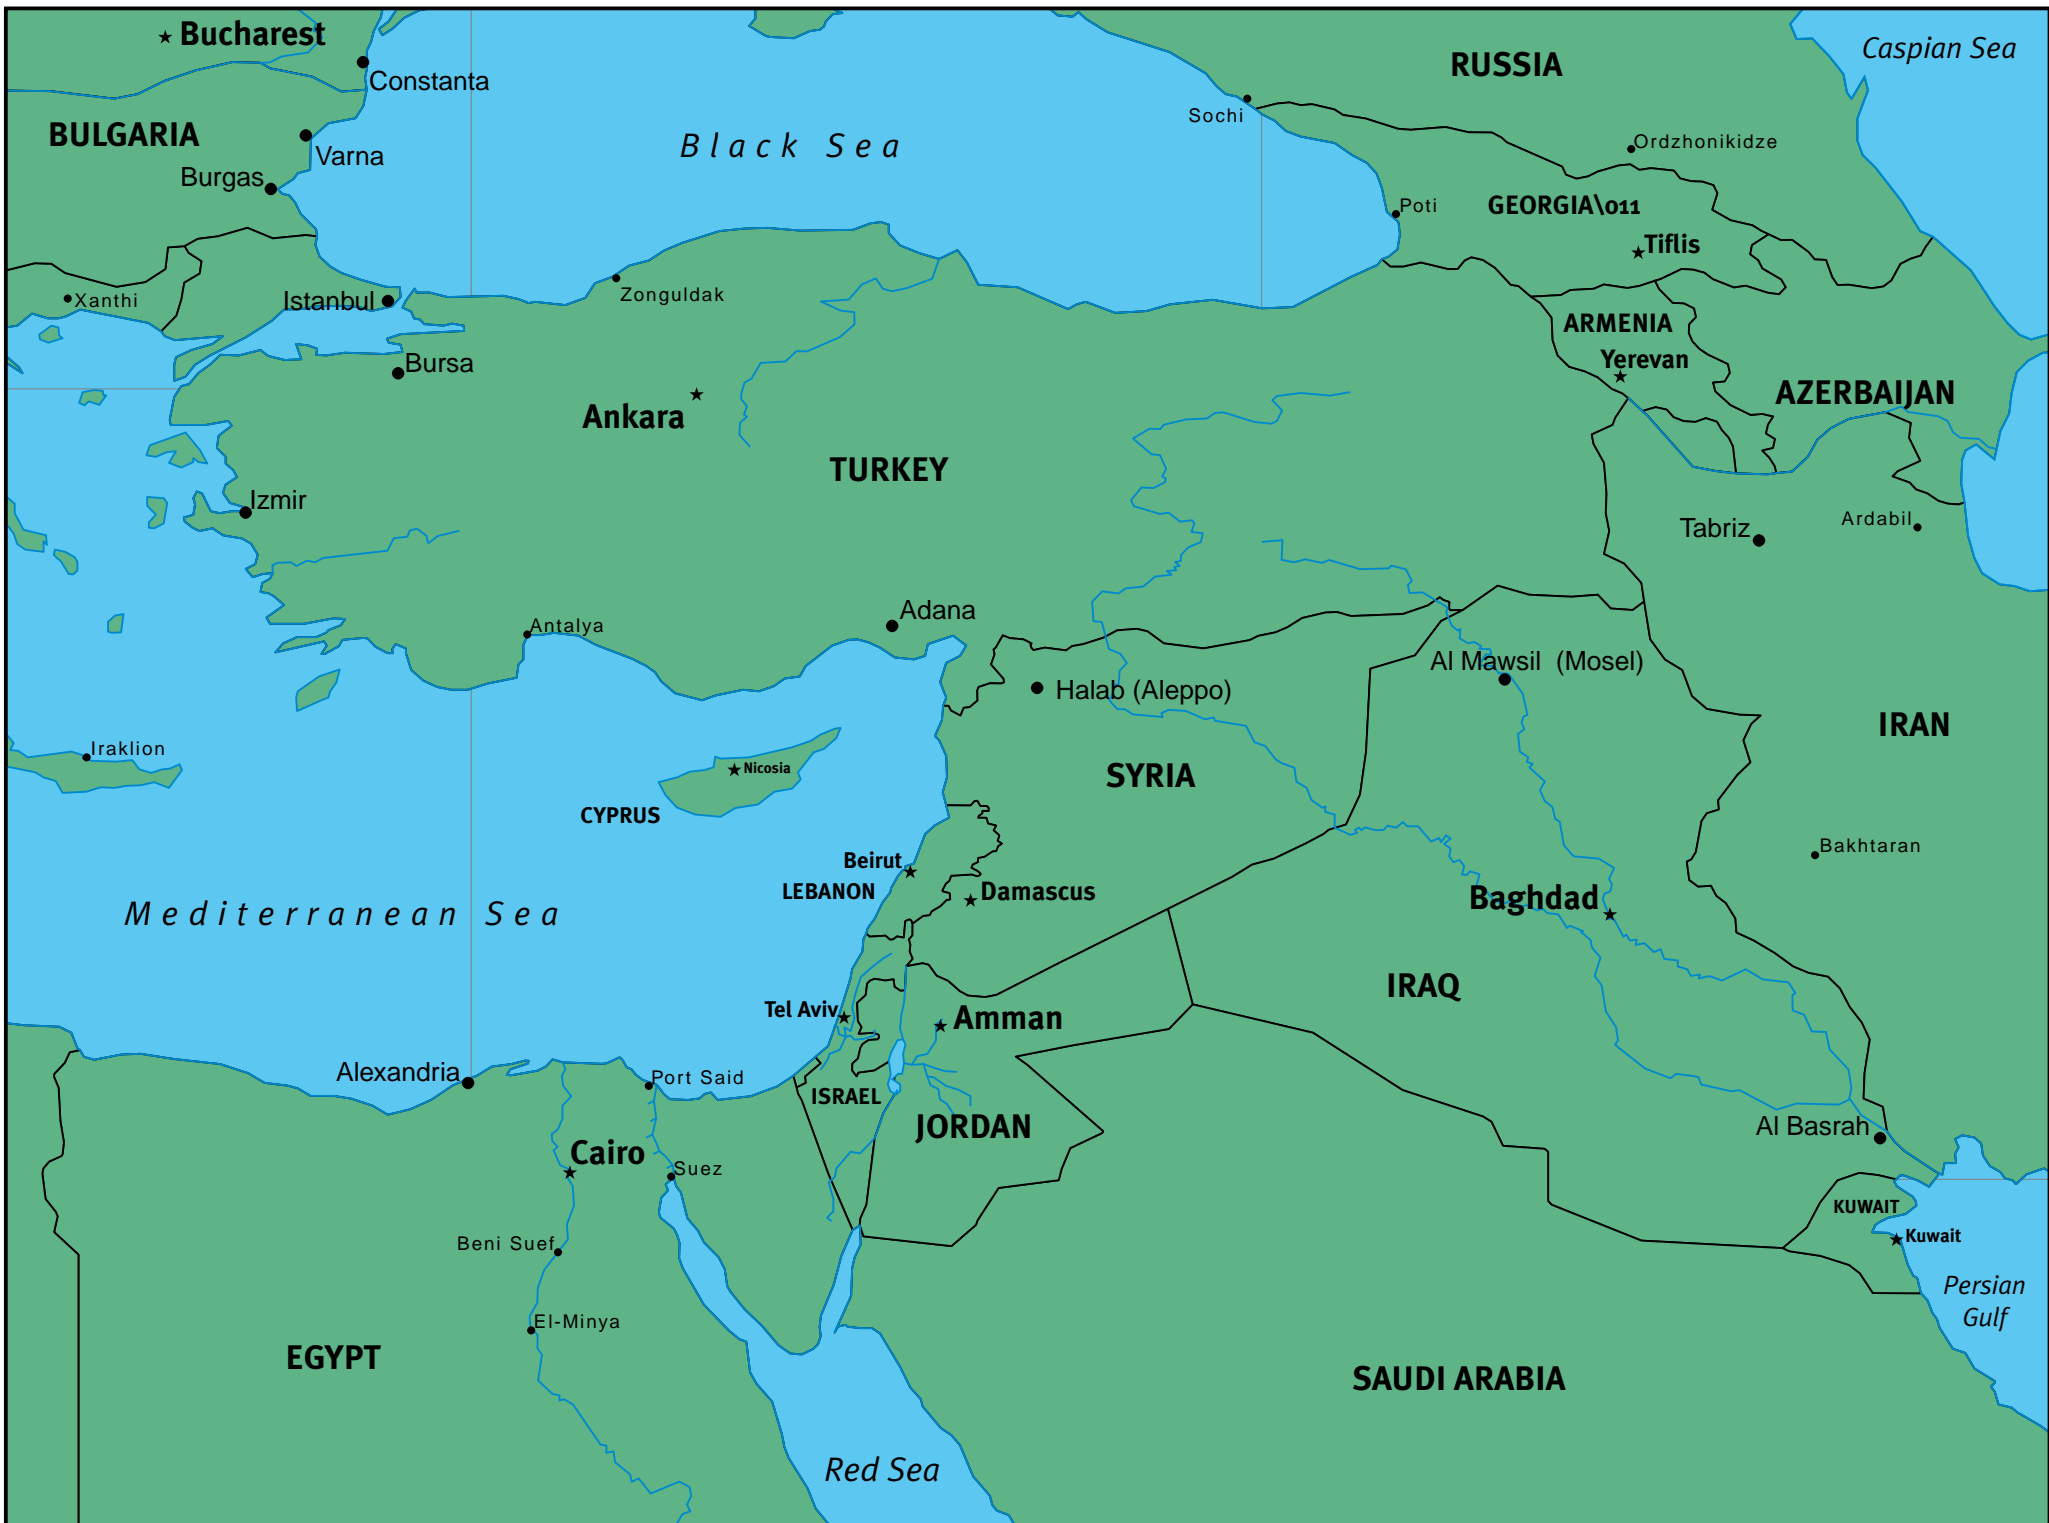 Bucharest
Constanta
RUSSIA
Caspian Sea
Sochi
BULGARIA
Varna
Black Sea
Ordzhonikidze
Burgas
Poti
GEORGIA\011
Tiflis
Xanthi
Istanbul
Zonguldak
ARMENIA
Yerevan
Bursa
AZERBAIJAN
Ankara
TURKEY
Izmir
Tabriz
Ardabil
Antalya
Adana
Al Mawsil (Mosel)
Halab (Aleppo)
IRAN
Iraklion
Nicosia
SYRIA
CYPRUS
Bakhtaran
Beirut
LEBANON
Damascus
Baghdad
Mediterranean Sea
IRAQ
Tel Aviv
Amman
Alexandria
Port Said
ISRAEL
JORDAN
Al Basrah
Cairo
Suez
KUWAIT
Kuwait
Beni Suef
Persian
Gulf
El-Minya
EGYPT
SAUDI ARABIA
Red Sea